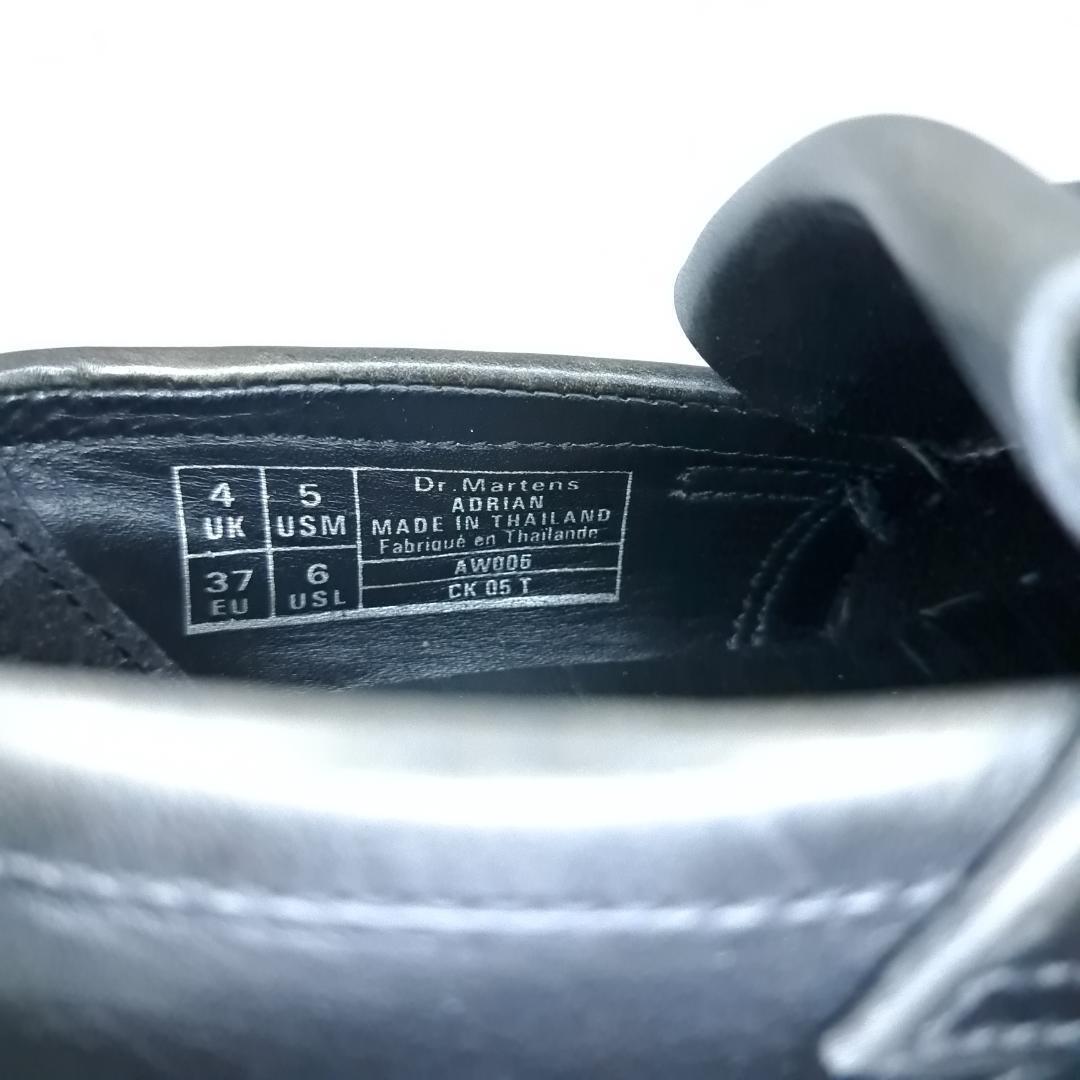 4 UK
5 USM
37 EU
6 USL
Dr.Martens
ADRIAN
MADE IN THAILAND
Fabriqué en Thailande
AW006
CK 05 T